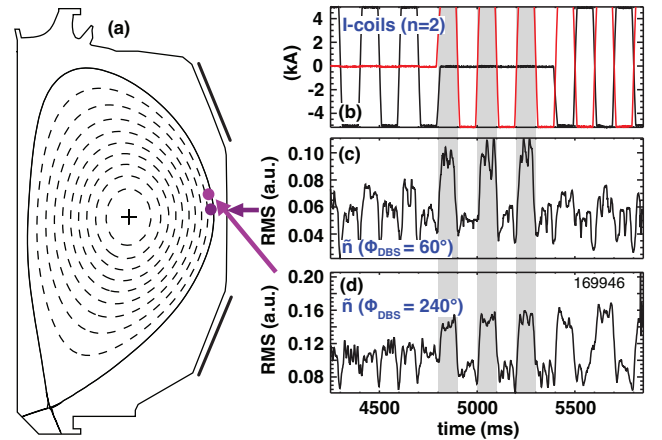 (a)
I-coils (n=2)
(kA)
4
2
0
-2
-4
(b)
(c)
RMS (a.u.)
0.10
0.08
0.06
0.04
ñ (Φ_DBS = 60°)
(d)
169946
ñ (Φ_DBS = 240°)
RMS (a.u.)
0.20
0.16
0.12
0.08
4500 5000 5500
time (ms)